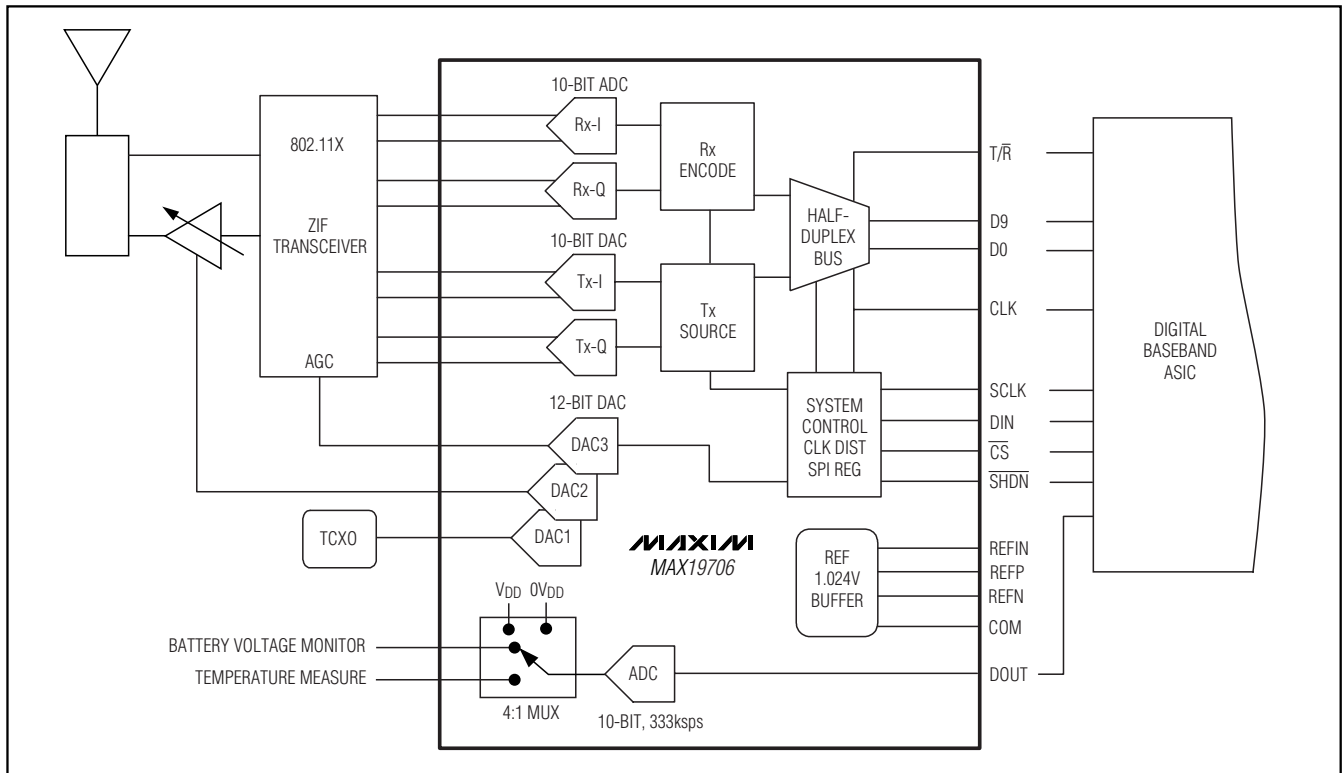 10-BIT ADC
Rx-I
Rx
ENCODE
802.11X
T/R̅
Rx-Q
HALF-
DUPLEX
BUS
D9
D0
ZIF
TRANSCEIVER
10-BIT DAC
Tx-I
Tx
SOURCE
CLK
DIGITAL
BASEBAND
ASIC
Tx-Q
AGC
12-BIT DAC
DAC3
DAC2
DAC1
TCXO
SYSTEM
CONTROL
CLK DIST
SPI REG
SCLK
DIN
C̅S̅
S̅H̅D̅N̅
MAXIM
MAX19706
REF
1.024V
BUFFER
REFIN
REFP
REFN
COM
VDD 0VDD
BATTERY VOLTAGE MONITOR
TEMPERATURE MEASURE
ADC
DOUT
4:1 MUX
10-BIT, 333ksps